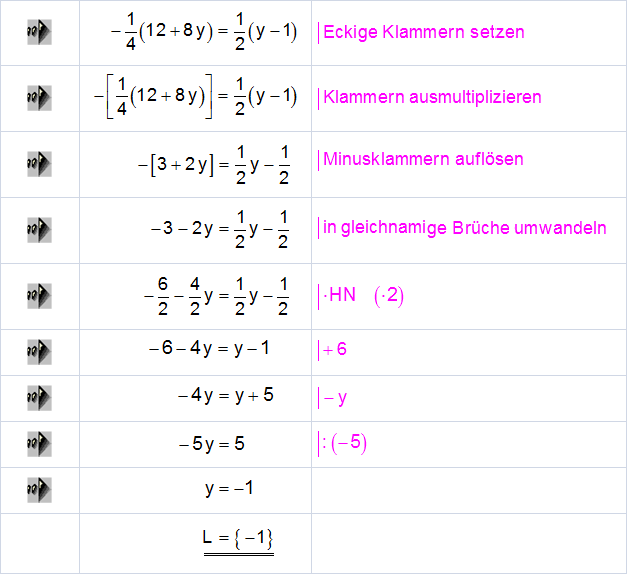 -1/4(12+8y)=1/2(y-1) |Eckige Klammern setzen
-[1/4(12+8y)]=1/2(y-1) |Klammern ausmultiplizieren
-[3+2y]=1/2y-1/2 |Minusklammern auflösen
-3-2y=1/2y-1/2 |in gleichnamige Brüche umwandeln
-6/2-4/2y=1/2y-1/2 |·HN (·2)
-6-4y=y-1 |+6
-4y=y+5 |-y
-5y=5 |:(-5)
y=-1
L={-1}